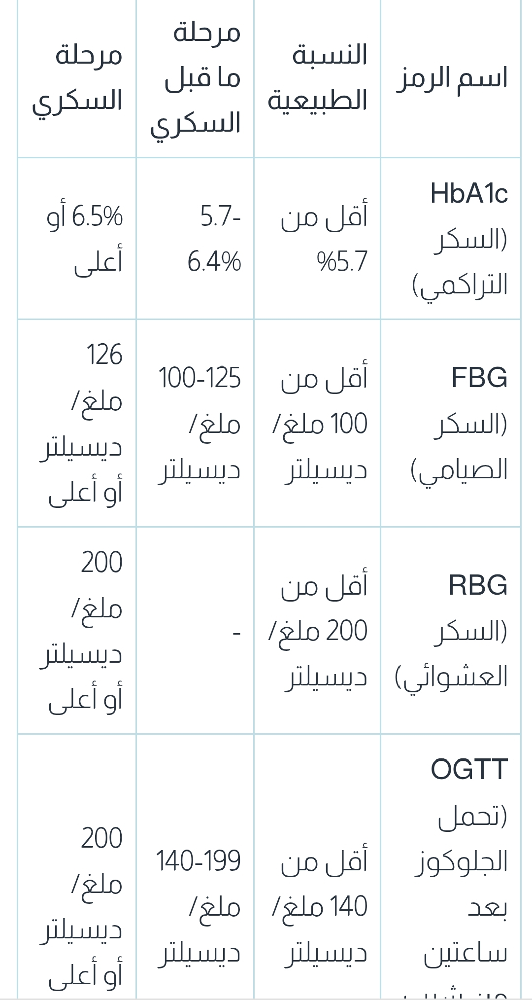 اسم الرمز
النسبة
الطبيعية
مرحلة
ما قبل
السكري
مرحلة
السكري
HbA1c
(السكر
التراكمي)
أقل من
%5.7
5.7-
6.4%
6.5% أو
أعلى
FBG
(السكر
الصيامي)
أقل من
100 ملغ/
ديسيلتر
100-125
ملغ/
ديسيلتر
126
ملغ/
ديسيلتر
أو أعلى
RBG
(السكر
العشوائي)
أقل من
200 ملغ/
ديسيلتر
-
200
ملغ/
ديسيلتر
أو أعلى
OGTT
(تحمل
الجلوكوز
بعد
ساعتين
أقل من
140 ملغ/
ديسيلتر
140-199
ملغ/
ديسيلتر
200
ملغ/
ديسيلتر
أو أعلى